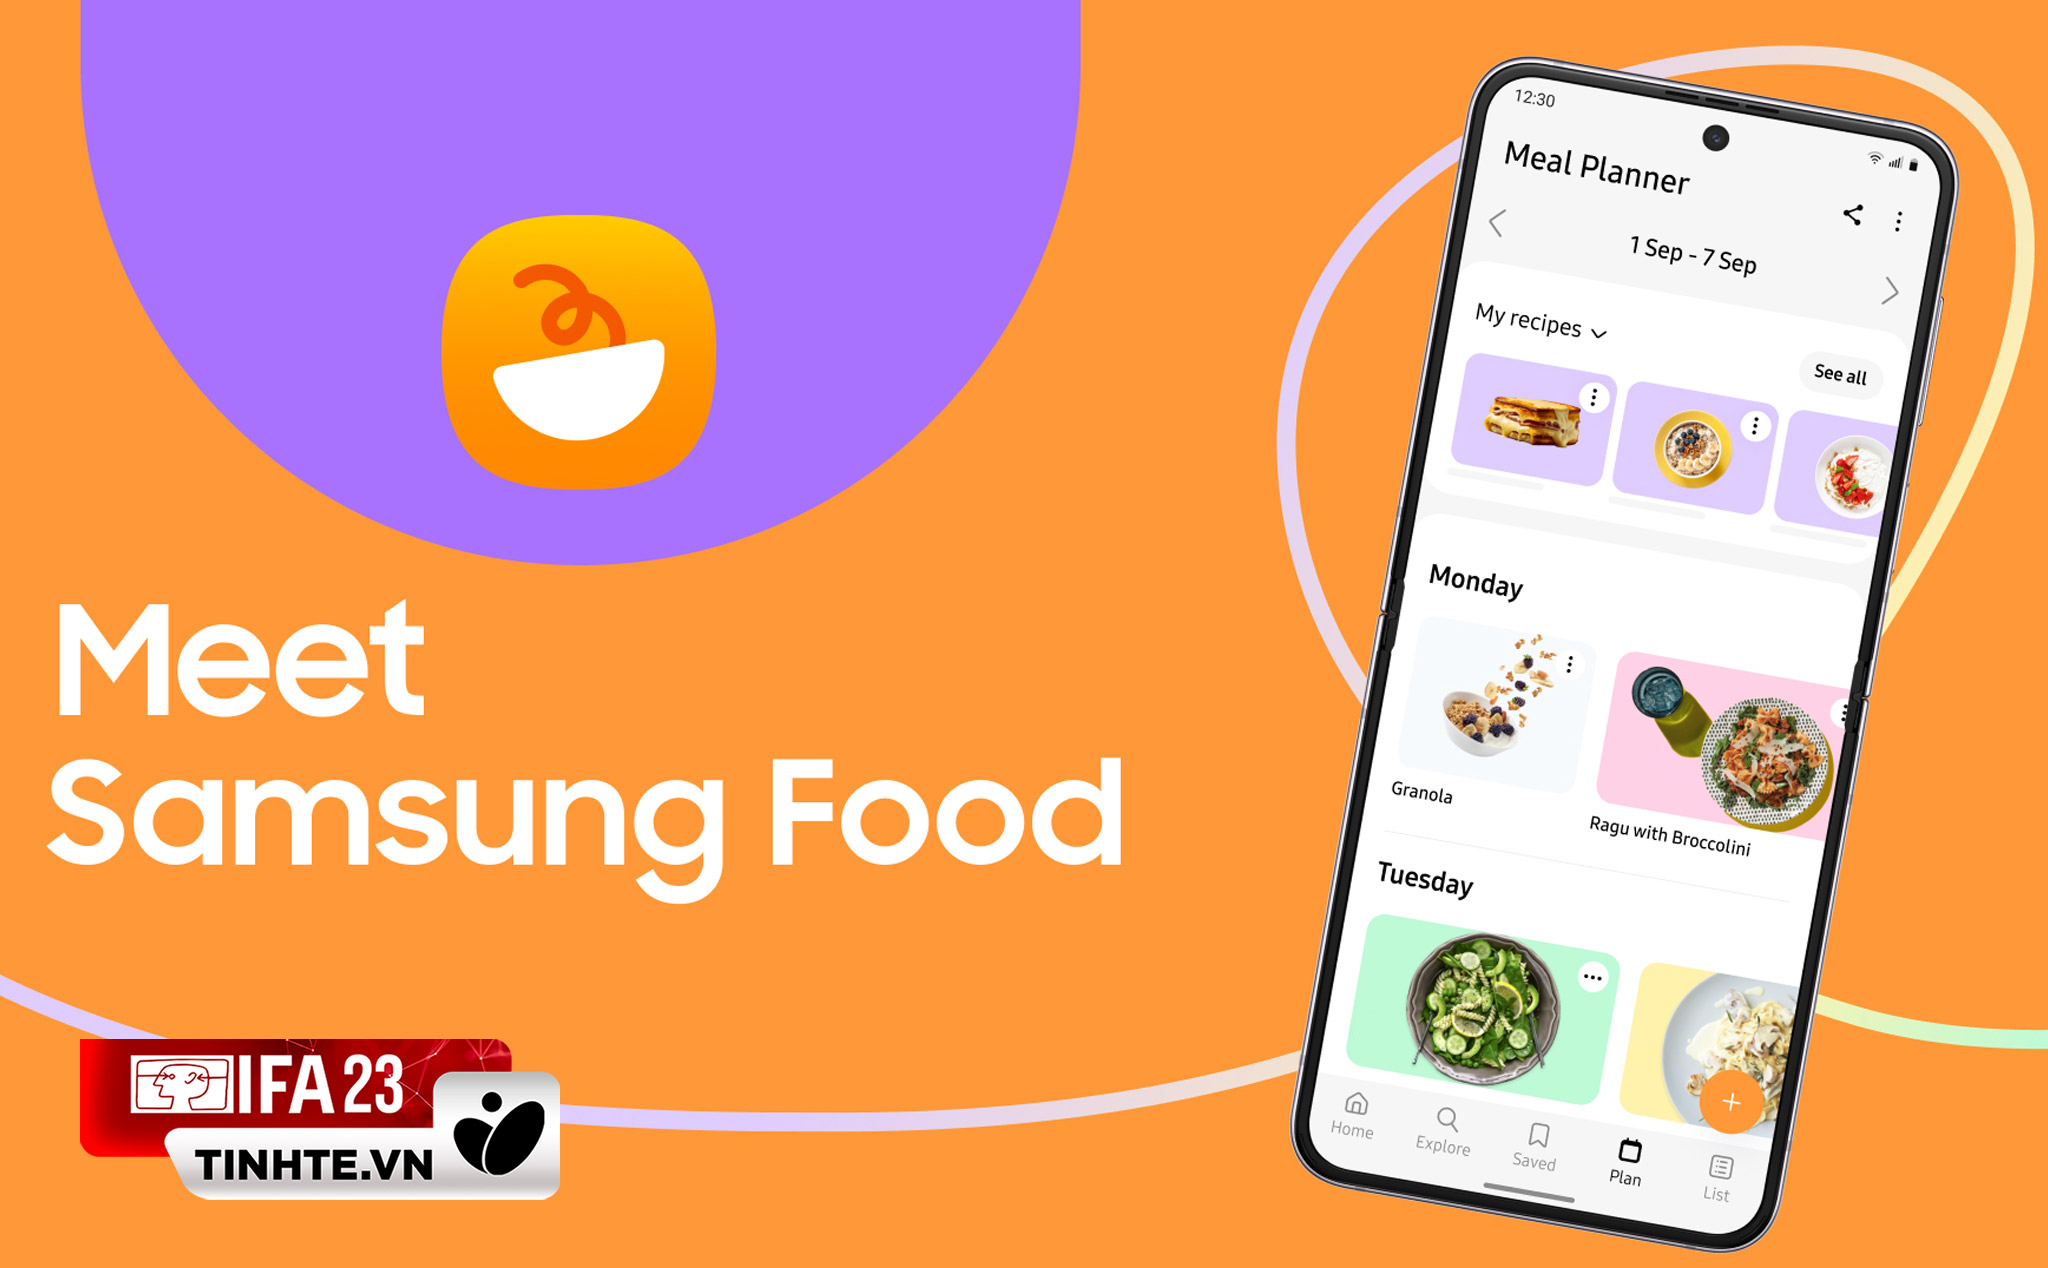 Meet
Samsung Food
IFA 23
TINHTE.VN
12:30
Meal Planner
1 Sep - 7 Sep
My recipes
See all
Monday
Granola
Ragu with Broccolini
Tuesday
Home
Explore
Saved
Plan
List